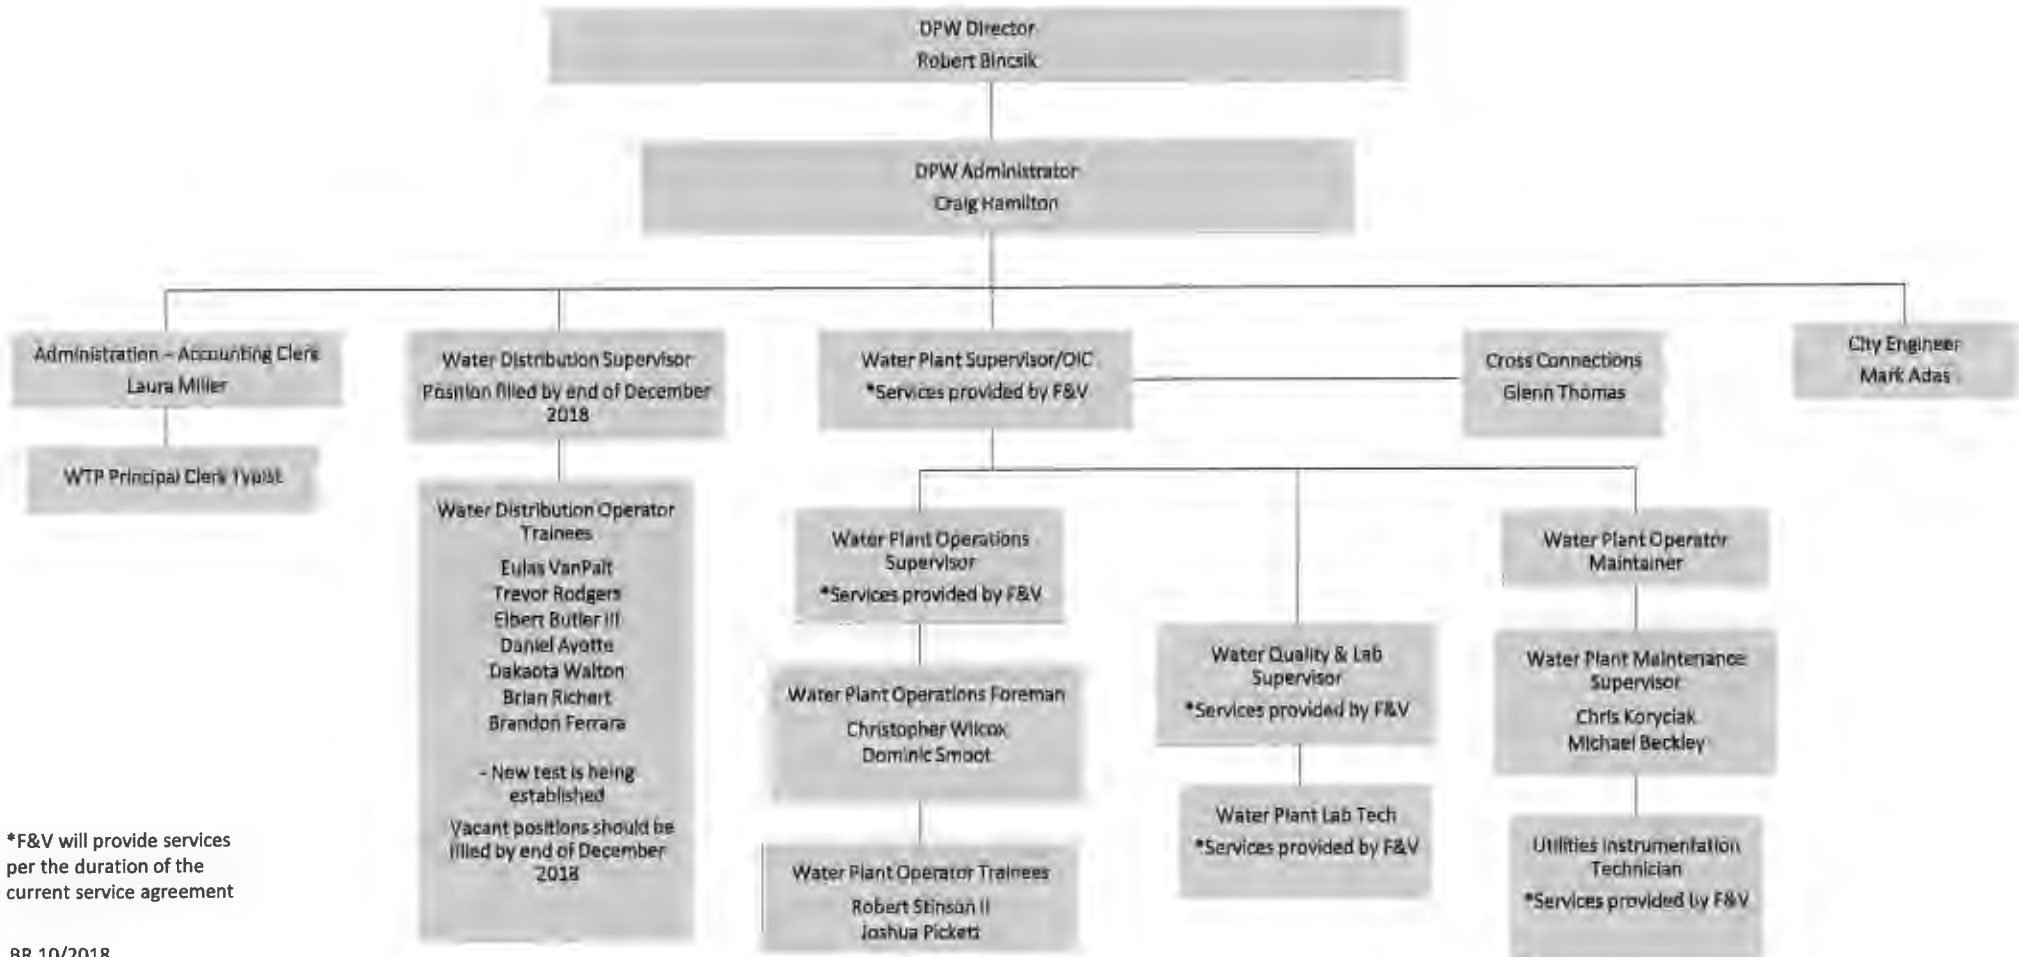 DPW Director
Robert Bincsik
DPW Administrator
Craig Hamilton
Administration – Accounting Clerk
Laura Miller
WTP Principal Clerk Typist
Water Distribution Supervisor
Position filled by end of December
2018
Water Distribution Operator
Trainees
Eulas VanPalt
Trevor Rodgers
Elbert Butler III
Daniel Ayotte
Dakaota Walton
Brian Richert
Brandon Ferrara
- New test is being
established
Vacant positions should be
filled by end of December
2018
Water Plant Supervisor/OIC
*Services provided by F&V
Cross Connections
Glenn Thomas
City Engineer
Mark Adas
Water Plant Operations
Supervisor
*Services provided by F&V
Water Plant Operations Foreman
Christopher Wilcox
Dominic Smoot
Water Plant Operator Trainees
Robert Stinson II
Joshua Pickett
Water Quality & Lab
Supervisor
*Services provided by F&V
Water Plant Lab Tech
*Services provided by F&V
Water Plant Operator
Maintainer
Water Plant Maintenance
Supervisor
Chris Koryciak
Michael Beckley
Utilities Instrumentation
Technician
*Services provided by F&V
*F&V will provide services
per the duration of the
current service agreement
BR 10/2018